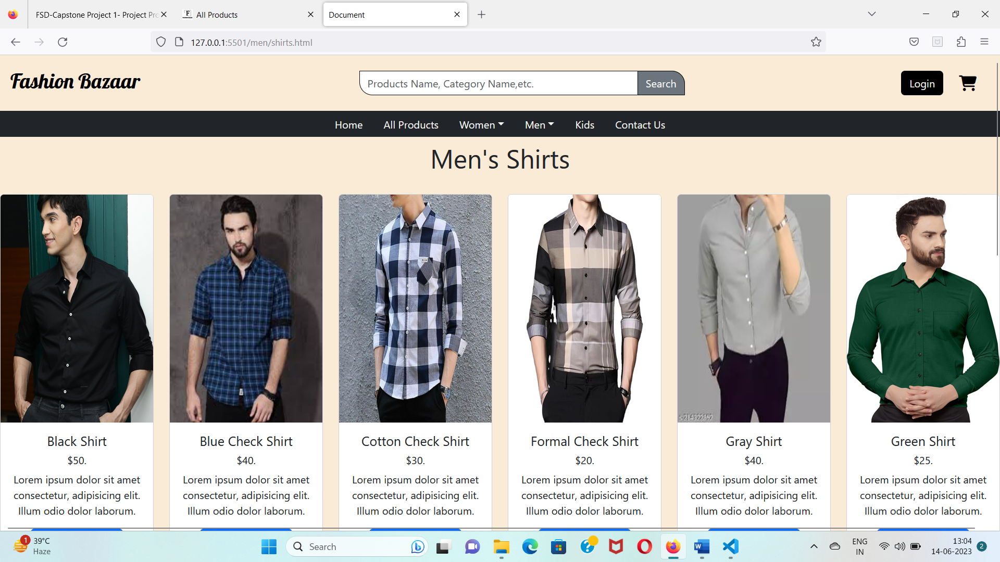 FSD-Capstone Project 1- Project Pro
All Products
Document
127.0.0.1:5501/men/shirts.html
Fashion Bazaar
Products Name, Category Name,etc.
Search
Login
Home
All Products
Women
Men
Kids
Contact Us
Men's Shirts
Black Shirt
$50.
Lorem ipsum dolor sit amet
consectetur, adipisicing elit.
Illum odio dolor laborum.
Blue Check Shirt
$40.
Lorem ipsum dolor sit amet
consectetur, adipisicing elit.
Illum odio dolor laborum.
Cotton Check Shirt
$30.
Lorem ipsum dolor sit amet
consectetur, adipisicing elit.
Illum odio dolor laborum.
Formal Check Shirt
$20.
Lorem ipsum dolor sit amet
consectetur, adipisicing elit.
Illum odio dolor laborum.
Gray Shirt
$40.
Lorem ipsum dolor sit amet
consectetur, adipisicing elit.
Illum odio dolor laborum.
Green Shirt
$25.
Lorem ipsum dolor sit amet
consectetur, adipisicing elit.
Illum odio dolor laborum.
1
39°C
Haze
Search
ENG
IN
13:04
14-06-2023
2